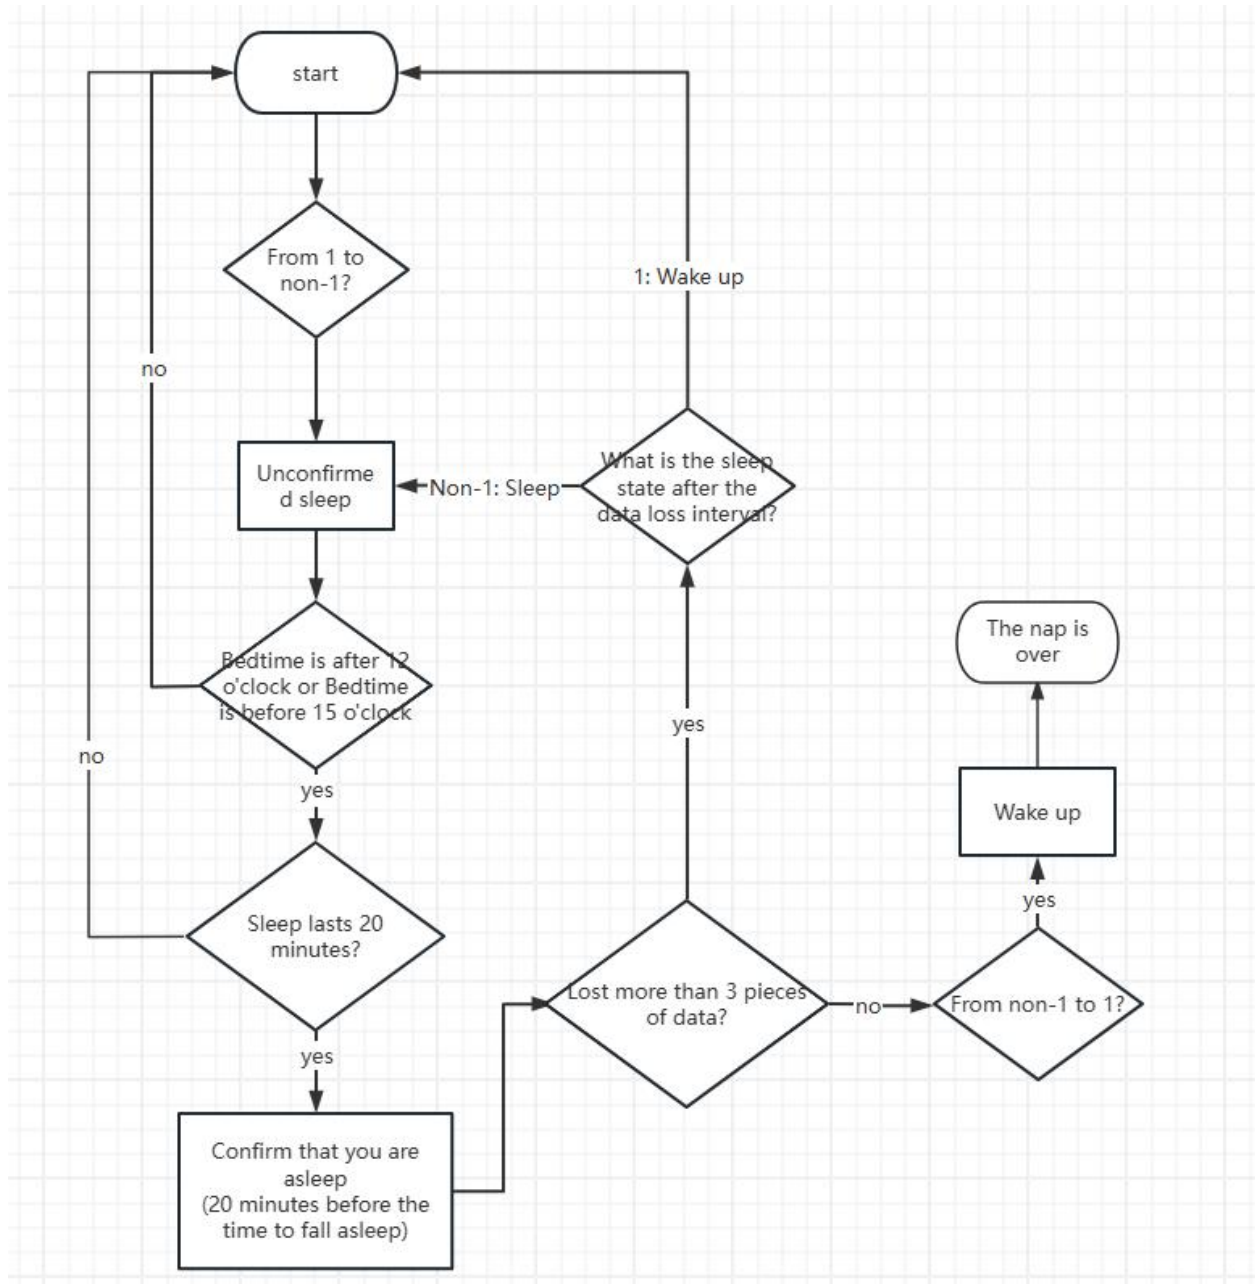 start
From 1 to
non-1?
1: Wake up
no
Unconfirme
d sleep
Non-1: Sleep
What is the sleep
state after the
data loss interval?
The nap is
over
Bedtime is after 12
o'clock or Bedtime
is before 15 o'clock
yes
no
yes
Wake up
yes
Sleep lasts 20
minutes?
Lost more than 3 pieces
of data?
no
From non-1 to 1?
yes
Confirm that you are
asleep
(20 minutes before the
time to fall asleep)